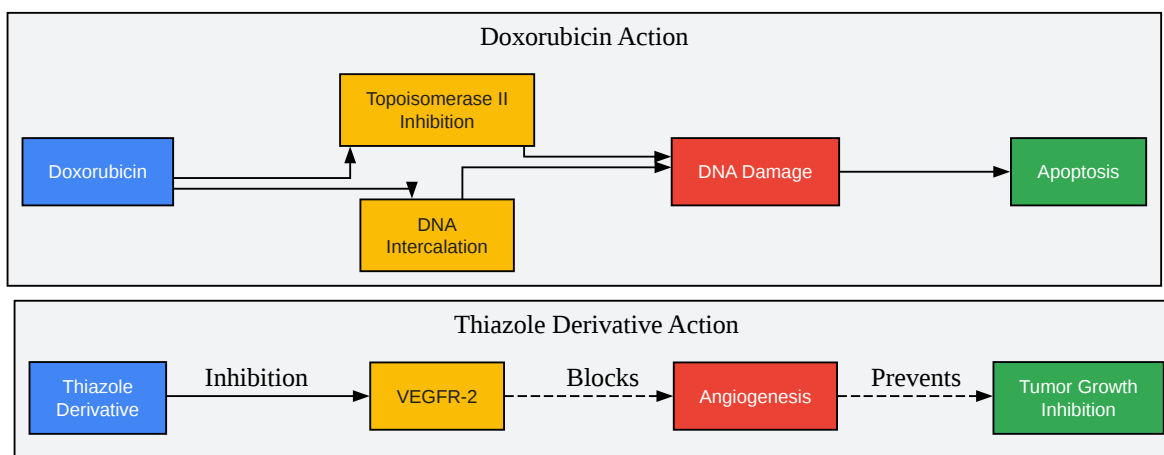 Doxorubicin Action
Topoisomerase II
Inhibition
Doxorubicin
DNA Damage
Apoptosis
DNA
Intercalation
Thiazole Derivative Action
Thiazole
Derivative
Inhibition
VEGFR-2
Blocks
Angiogenesis
Prevents
Tumor Growth
Inhibition